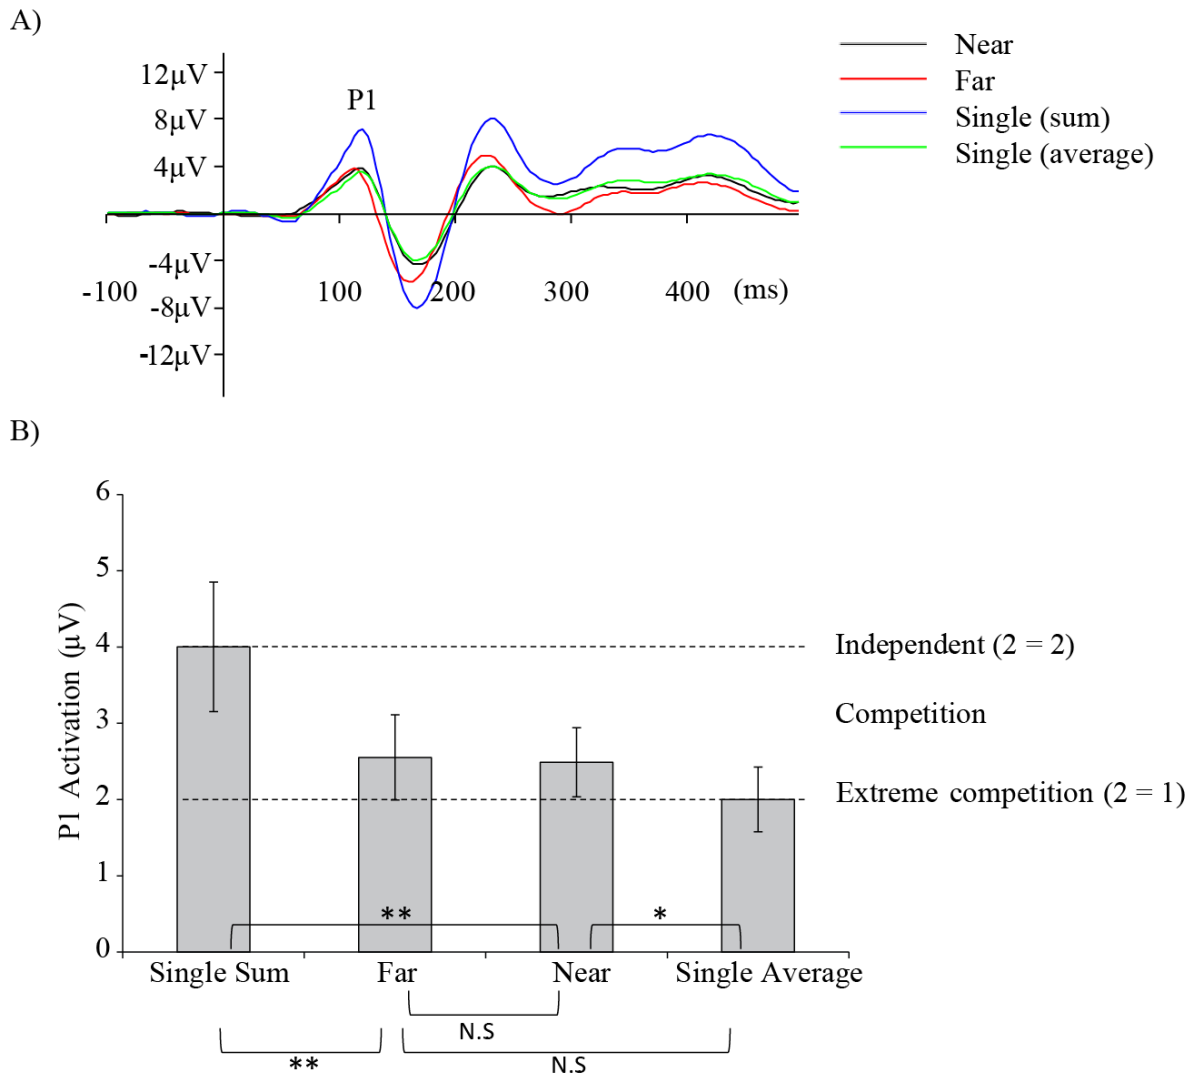 A)
Near
Far
Single (sum)
Single (average)
P1
12μV
8μV
4μV
-4μV
-8μV
-12μV
-100
100
200
300
400
(ms)
B)
P1 Activation (μV)
6
5
4
3
2
1
0
Independent (2 = 2)
Competition
Extreme competition (2 = 1)
**
*
Single Sum
Far
Near
Single Average
N.S
**
N.S